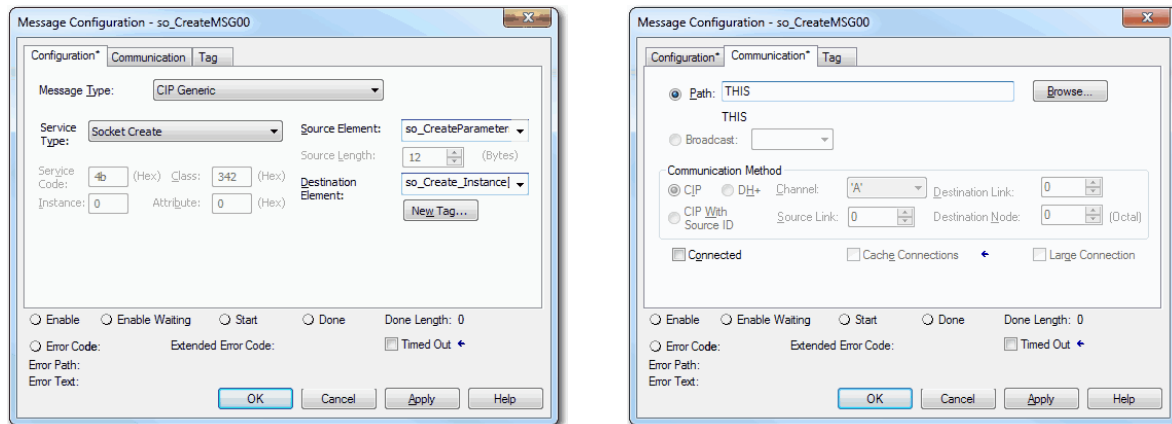 Message Configuration - so_CreateMSG00
Configuration* Communication Tag
Message Type: CIP Generic
Service Type: Socket Create
Source Element: so_CreateParameter
Source Length: 12 (Bytes)
Service Code: 4b (Hex) Class: 342 (Hex)
Destination Element: so_Create_Instance
Instance: 0 Attribute: 0 (Hex)
New Tag...
Enable Enable Waiting Start Done Done Length: 0
Error Code: Extended Error Code: Timed Out
Error Path:
Error Text:
OK Cancel Apply Help
Message Configuration - so_CreateMSG00
Configuration* Communication* Tag
Path: THIS Browse...
THIS
Broadcast:
Communication Method
CIP DH+ Channel: 'A' Destination Link: 0
CIP With Source ID Source Link: 0 Destination Node: 0 (Octal)
Connected Cache Connections Large Connection
Enable Enable Waiting Start Done Done Length: 0
Error Code: Extended Error Code: Timed Out
Error Path:
Error Text:
OK Cancel Apply Help